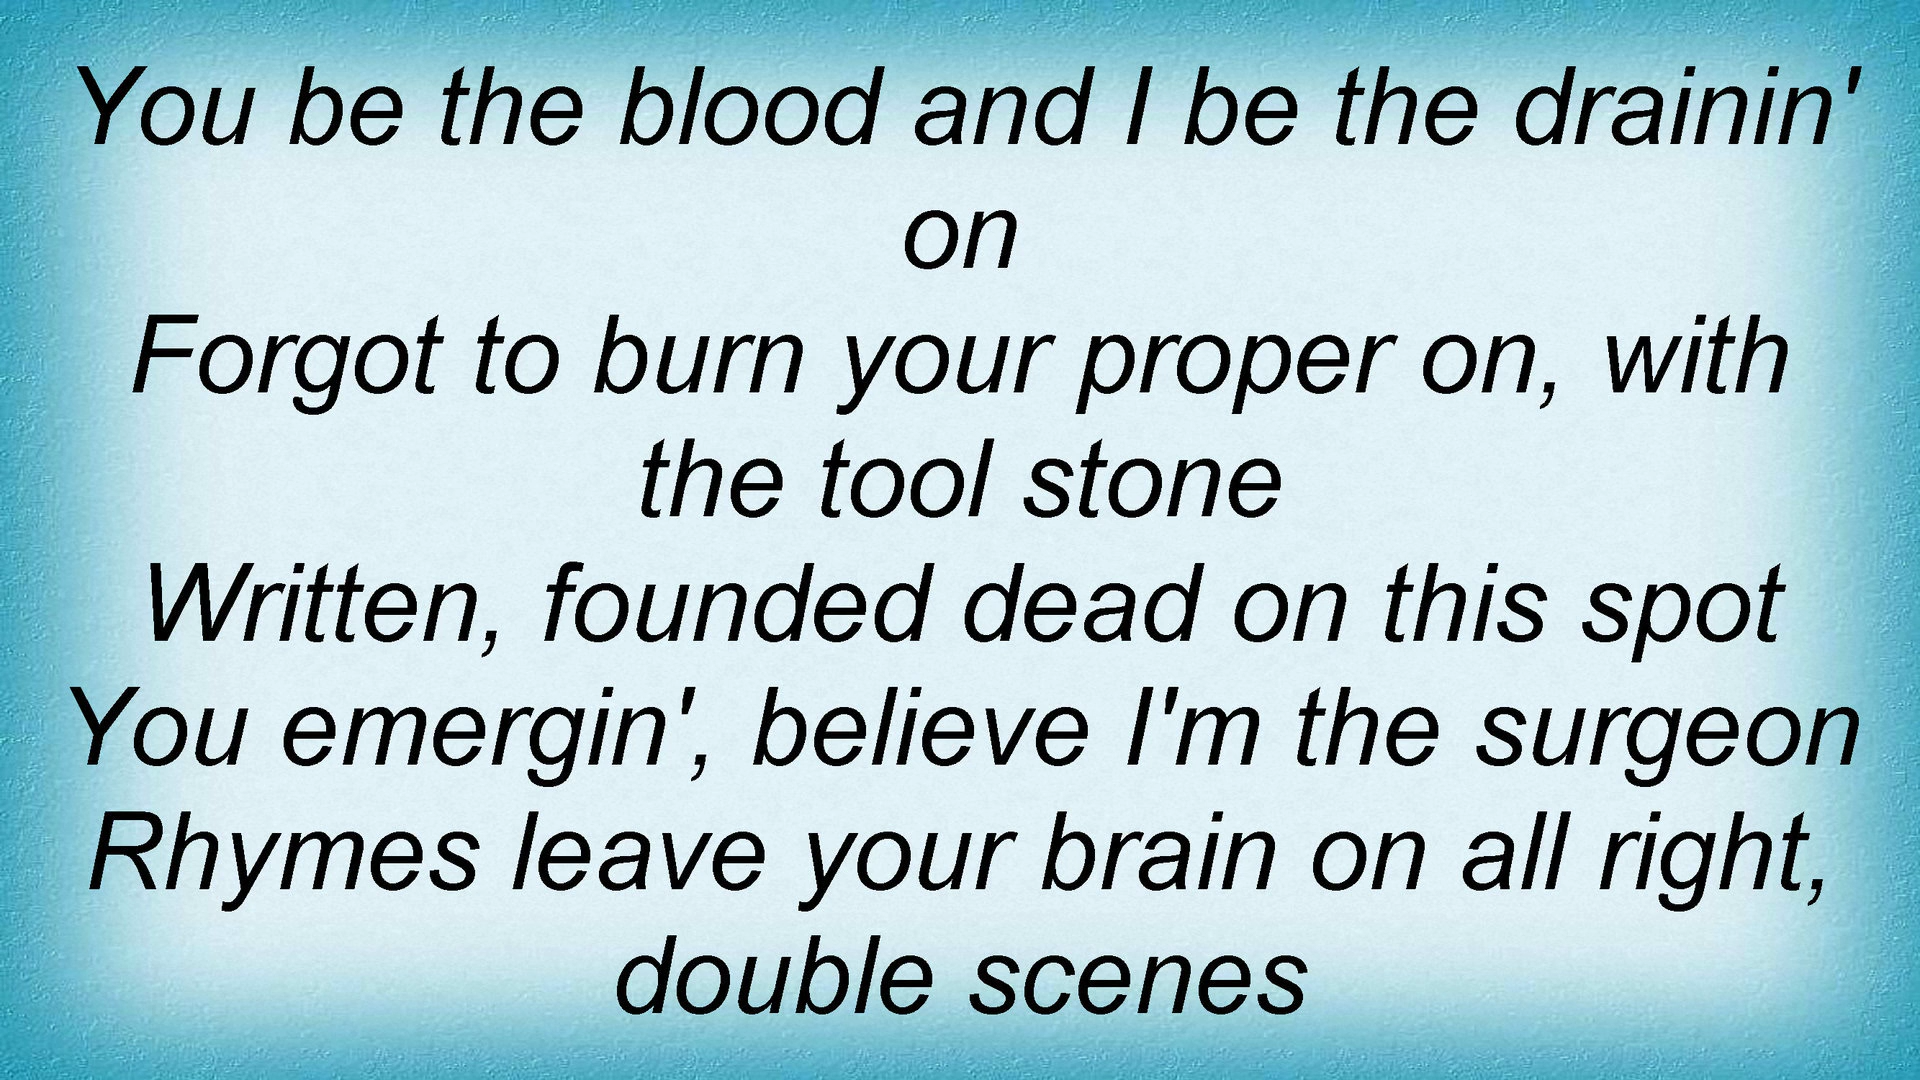 You be the blood and I be the drainin'
on
Forgot to burn your proper on, with
the tool stone
Written, founded dead on this spot
You emergin', believe I'm the surgeon
Rhymes leave your brain on all right,
double scenes